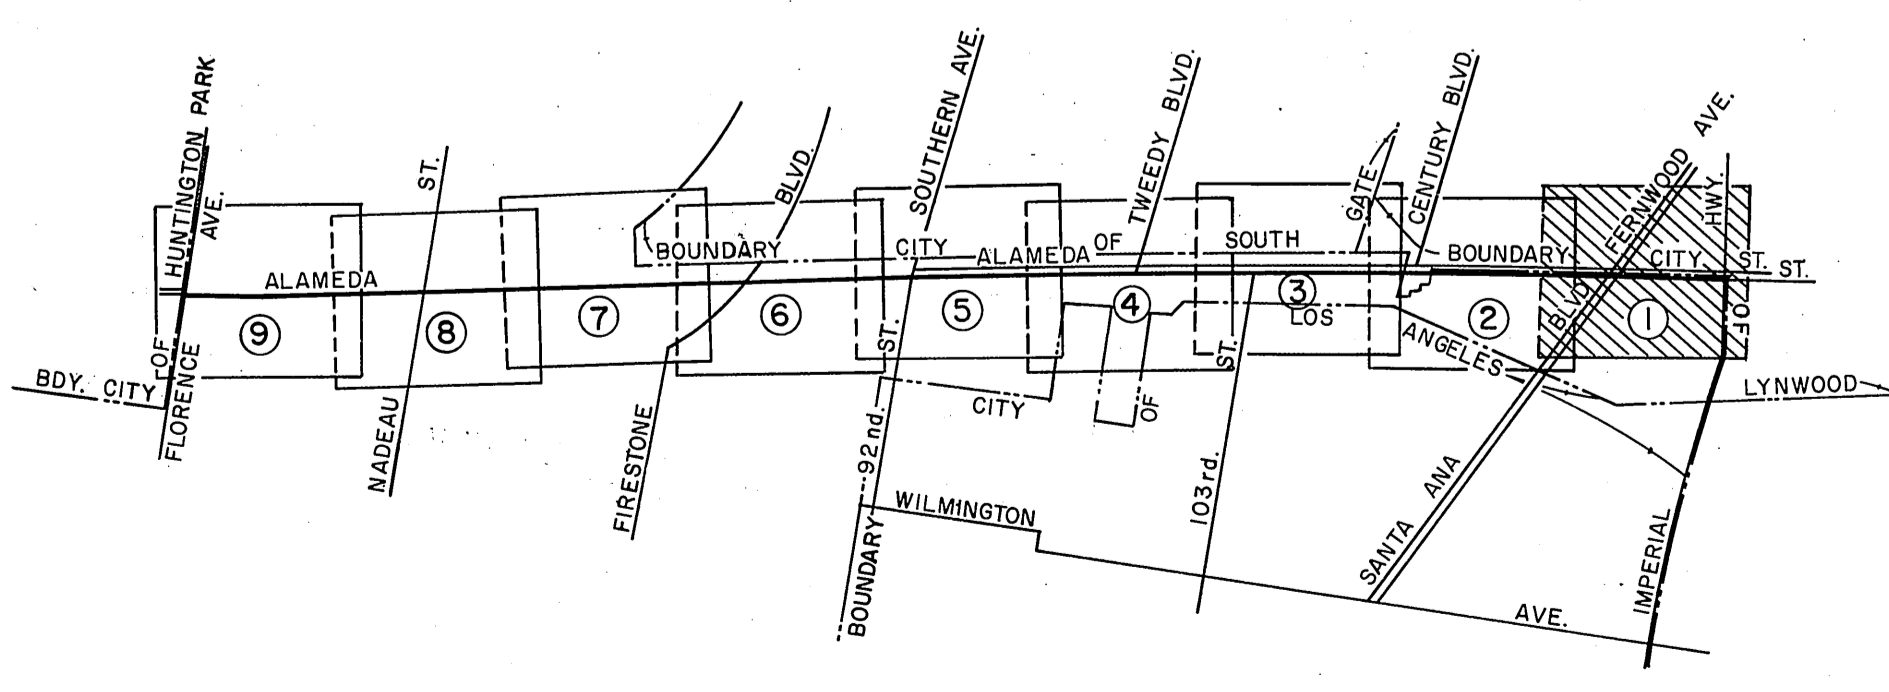 BDY. CITY OF HUNTINGTON PARK
FLORENCE AVE.
ALAMEDA
NADEAU ST.
FIRESTONE BLVD.
BOUNDARY CITY OF SOUTH GATE
ALAMEDA
SOUTHERN AVE.
92nd. ST.
TWEEDY BLVD.
103rd. ST.
CENTURY BLVD.
BOUNDARY CITY OF LYNWOOD
ST.
ST.
FERNWOOD AVE.
SANTA ANA BLVD.
IMPERIAL HWY.
BOUNDARY CITY OF LOS ANGELES
WILMINGTON AVE.
9
8
7
6
5
4
3
2
1